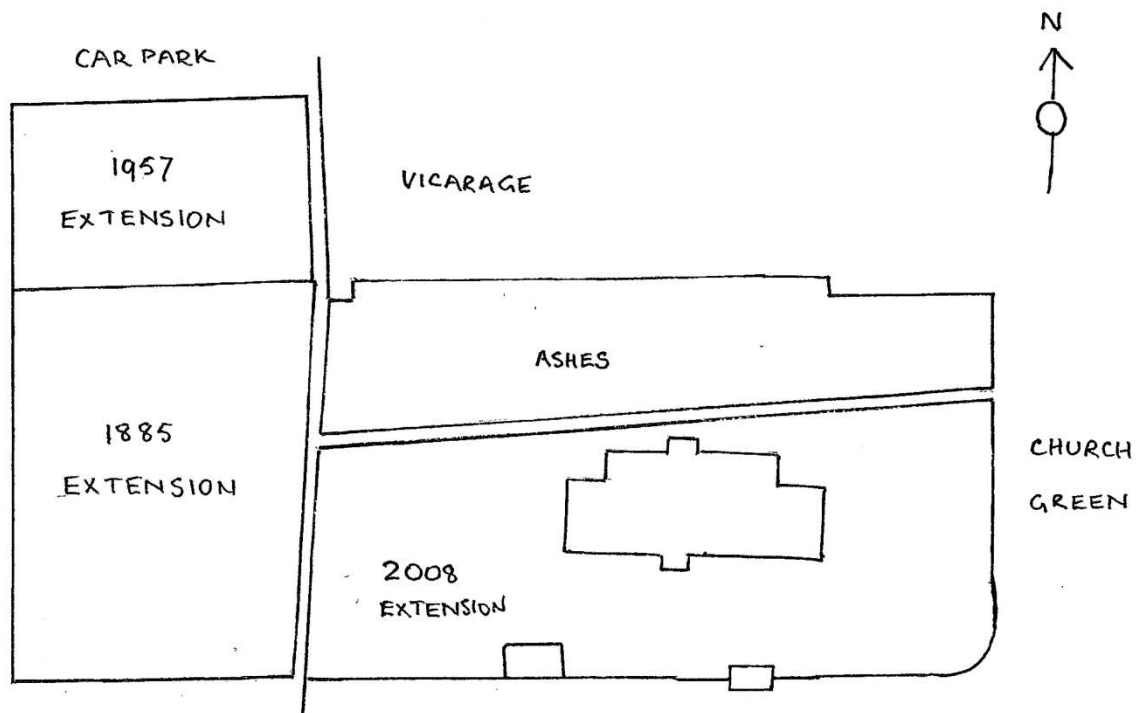 N
CAR PARK
1957
EXTENSION
VICARAGE
ASHES
1885
EXTENSION
CHURCH
GREEN
2008
EXTENSION